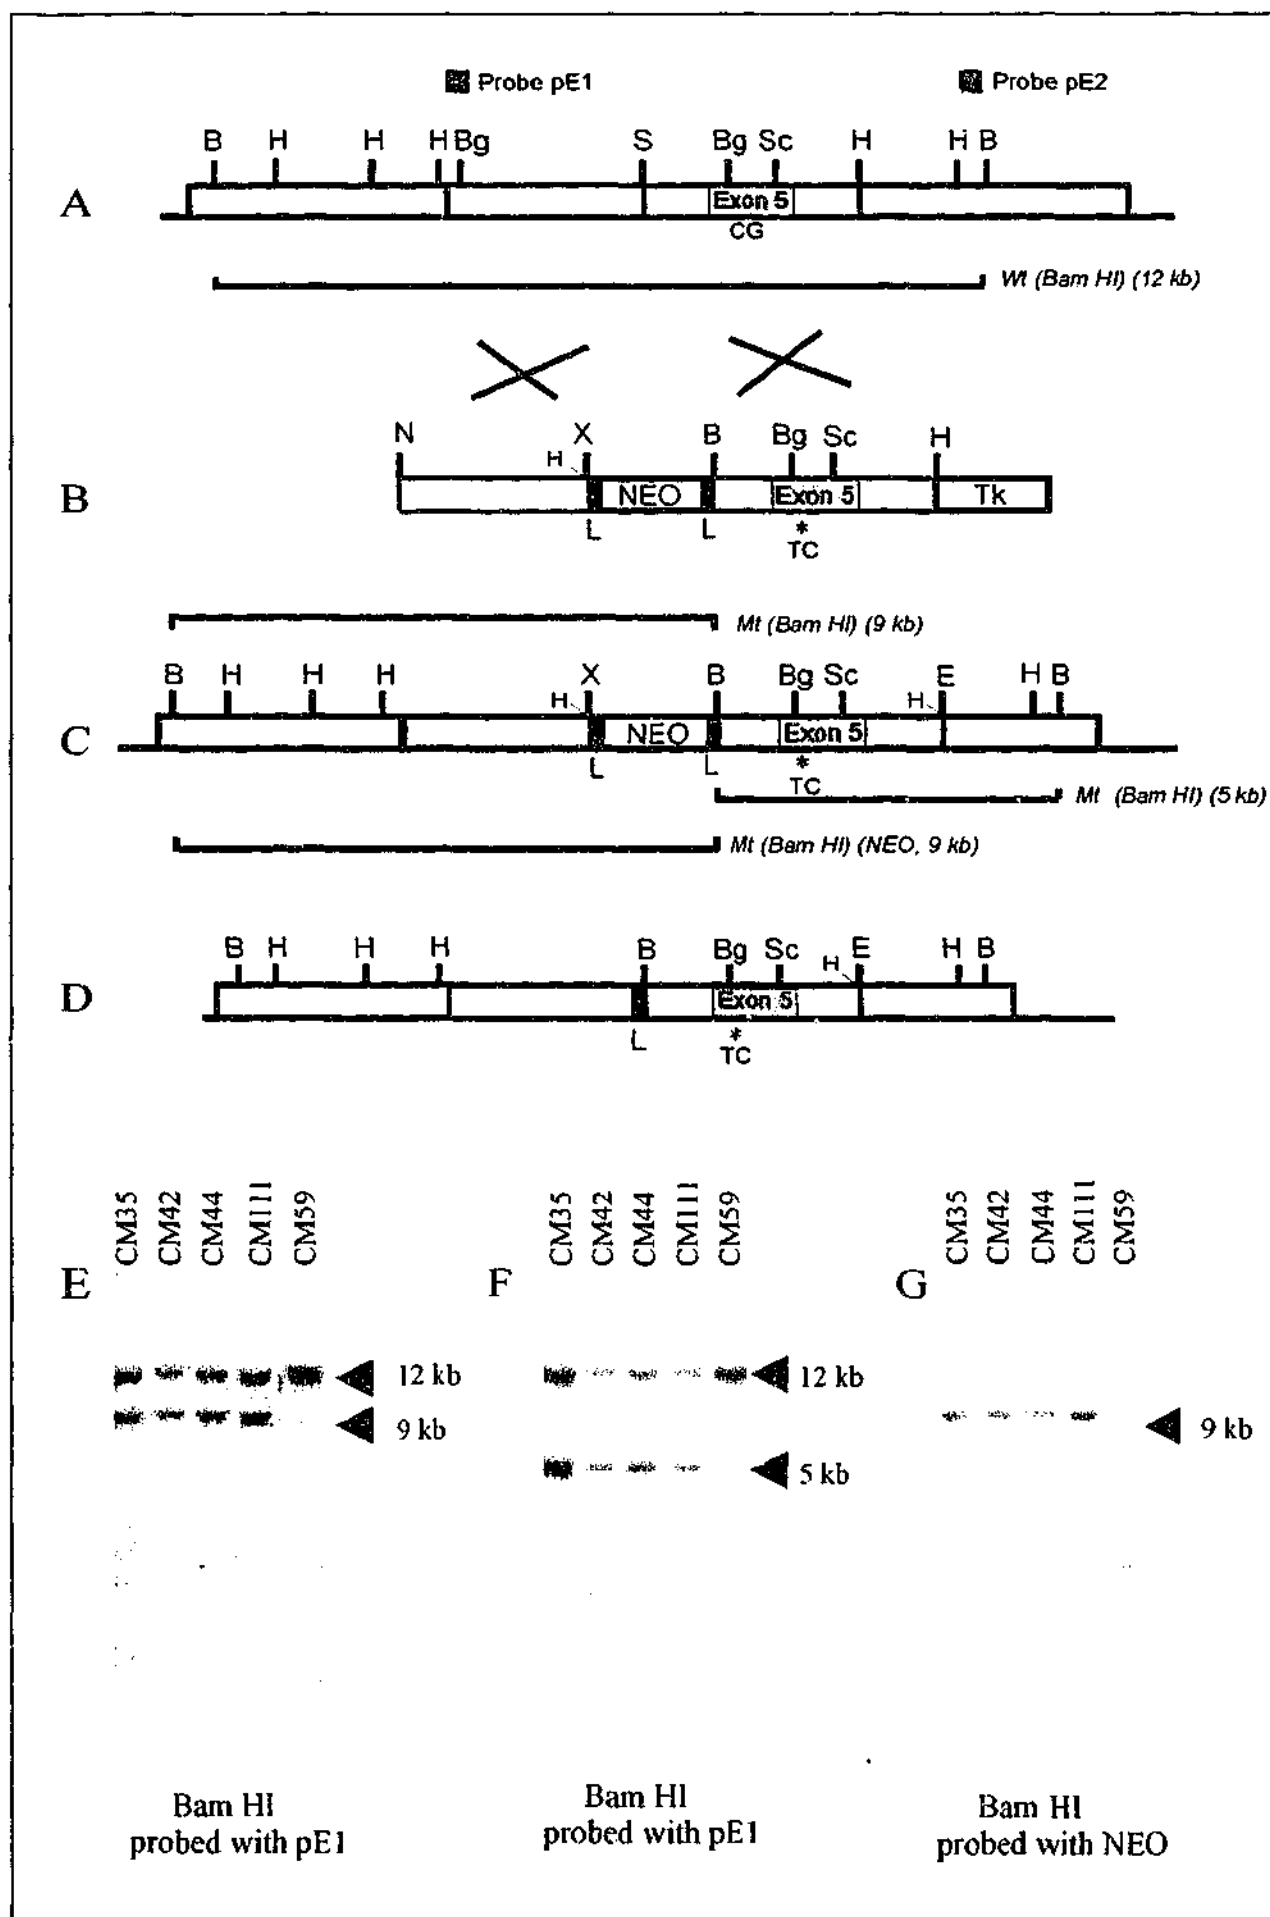 Probe pE1 Probe pE2
B H H H Bg S Bg Sc H H B
A Exon 5
CG
Wt (Bam HI) (12 kb)
N X B Bg Sc H
H
B NEO Exon 5 Tk
L L *
TC
Mt (Bam HI) (9 kb)
B H H H X B Bg Sc E H B
H H
C NEO Exon 5
L L *
TC
Mt (Bam HI) (5 kb)
Mt (Bam HI) (NEO, 9 kb)
B H H H B Bg Sc E H B
H
D Exon 5
L *
TC
CM35 CM42 CM44 CM111 CM59
E
12 kb
9 kb
CM35 CM42 CM44 CM111 CM59
F
12 kb
5 kb
CM35 CM42 CM44 CM111 CM59
G
9 kb
Bam HI
probed with pE1
Bam HI
probed with pE1
Bam HI
probed with NEO